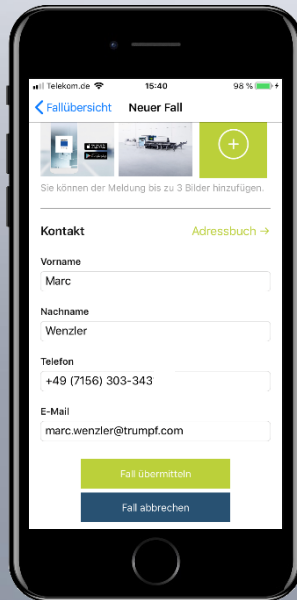 Telekom.de 15:40 98 %
Fallübersicht Neuer Fall
Sie können der Meldung bis zu 3 Bilder hinzufügen.
Kontakt Adressbuch →
Vorname
Marc
Nachname
Wenzler
Telefon
+49 (7156) 303-343
E-Mail
marc.wenzler@trumpf.com
Fall übermitteln
Fall abbrechen